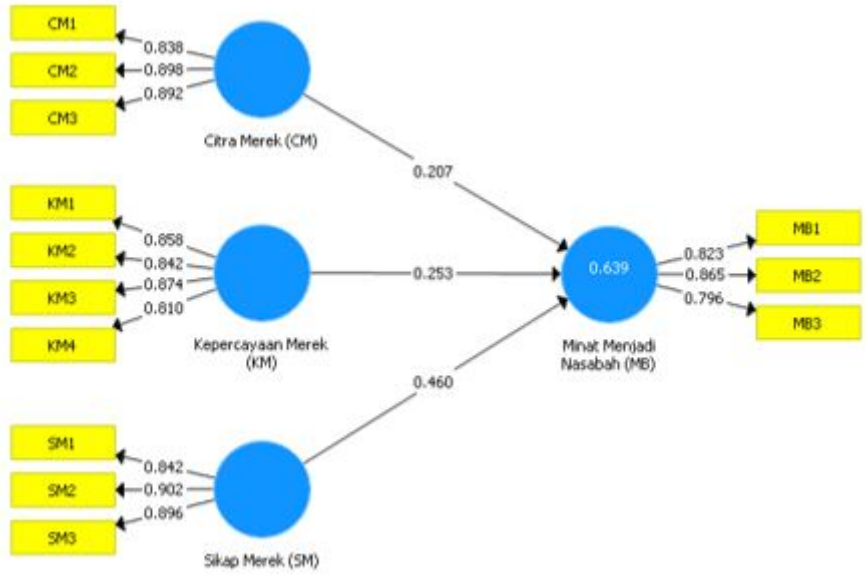 CM1
0.838
CM2
0.898
0.892
CM3
Citra Merek (CM)
0.207
KM1
0.858
KM2
0.842
0.874
KM3
0.810
KM4
Kepercayaan Merek
(KM)
0.253
0.639
Minat Menjadi
Nasabah (MB)
0.823
MB1
0.865
MB2
0.796
MB3
0.460
SM1
0.842
SM2
0.902
0.896
SM3
Sikap Merek (SM)